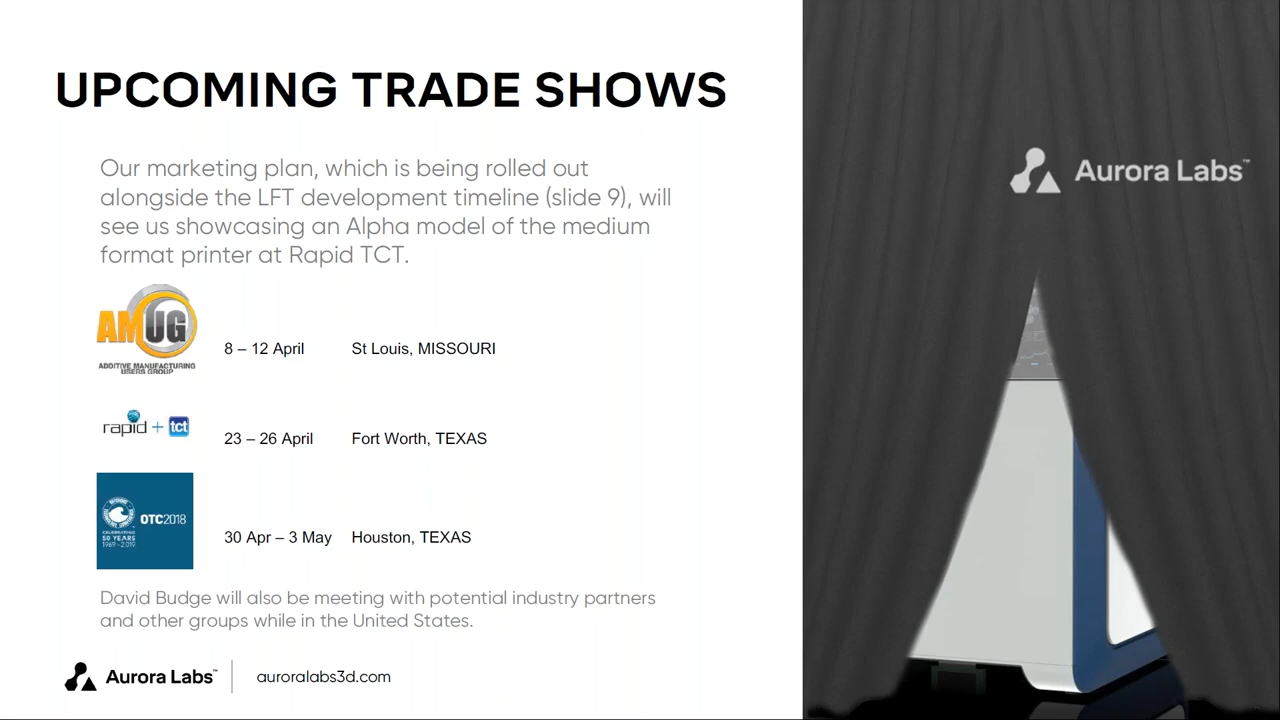 UPCOMING TRADE SHOWS
Our marketing plan, which is being rolled out
alongside the LFT development timeline (slide 9), will
see us showcasing an Alpha model of the medium
format printer at Rapid TCT.
AMUG
ADDITIVE MANUFACTURING
USERS GROUP
8 – 12 April St Louis, MISSOURI
rapid + tct
23 – 26 April Fort Worth, TEXAS
OTC2018
CELEBRATING
50 YEARS
1969 - 2019
30 Apr – 3 May Houston, TEXAS
David Budge will also be meeting with potential industry partners
and other groups while in the United States.
Aurora Labs™ auroralabs3d.com
Aurora Labs™